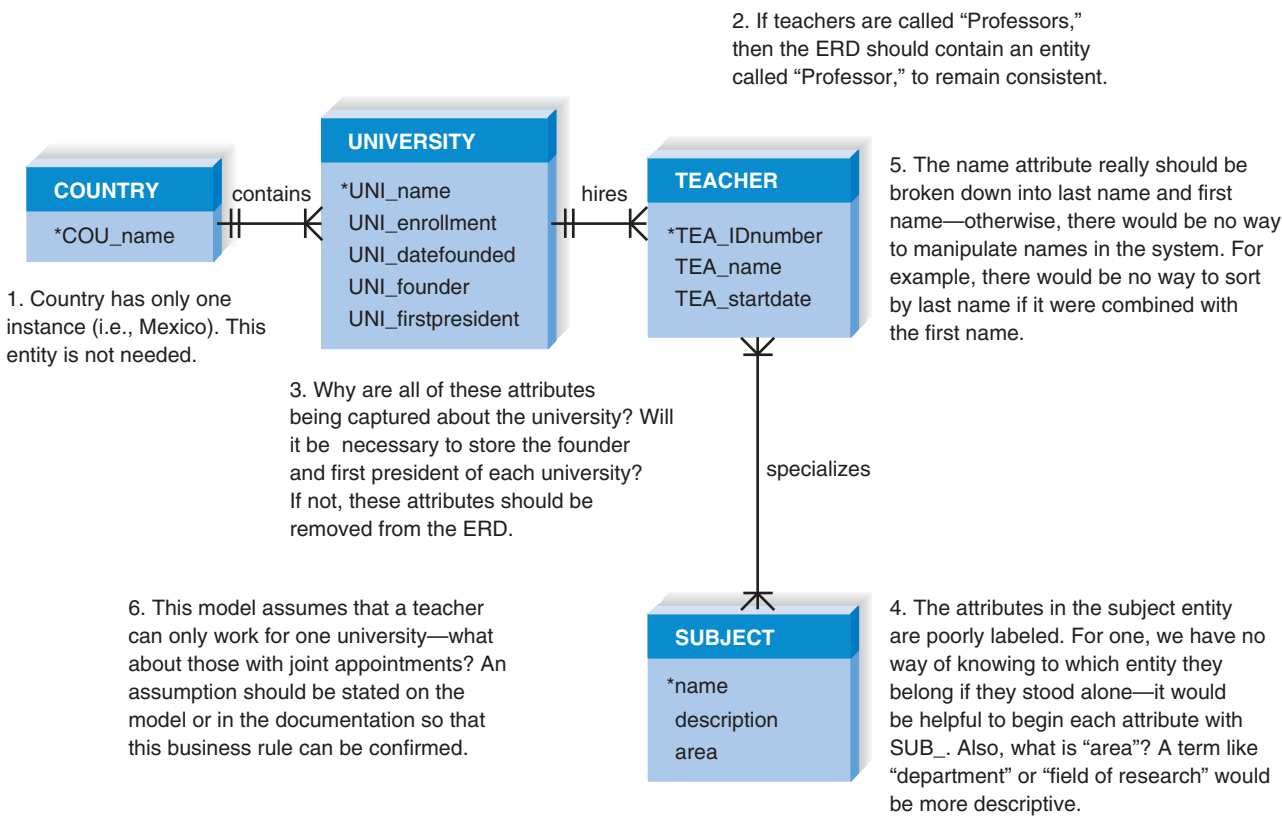 2. If teachers are called “Professors,”
then the ERD should contain an entity
called “Professor,” to remain consistent.
COUNTRY
*COU_name
contains
UNIVERSITY
*UNI_name
UNI_enrollment
UNI_datefounded
UNI_founder
UNI_firstpresident
hires
TEACHER
*TEA_IDnumber
TEA_name
TEA_startdate
5. The name attribute really should be
broken down into last name and first
name—otherwise, there would be no way
to manipulate names in the system. For
example, there would be no way to sort
by last name if it were combined with
the first name.
1. Country has only one
instance (i.e., Mexico). This
entity is not needed.
3. Why are all of these attributes
being captured about the university? Will
it be necessary to store the founder
and first president of each university?
If not, these attributes should be
removed from the ERD.
specializes
6. This model assumes that a teacher
can only work for one university—what
about those with joint appointments? An
assumption should be stated on the
model or in the documentation so that
this business rule can be confirmed.
SUBJECT
*name
description
area
4. The attributes in the subject entity
are poorly labeled. For one, we have no
way of knowing to which entity they
belong if they stood alone—it would
be helpful to begin each attribute with
SUB_. Also, what is “area”? A term like
“department” or “field of research” would
be more descriptive.